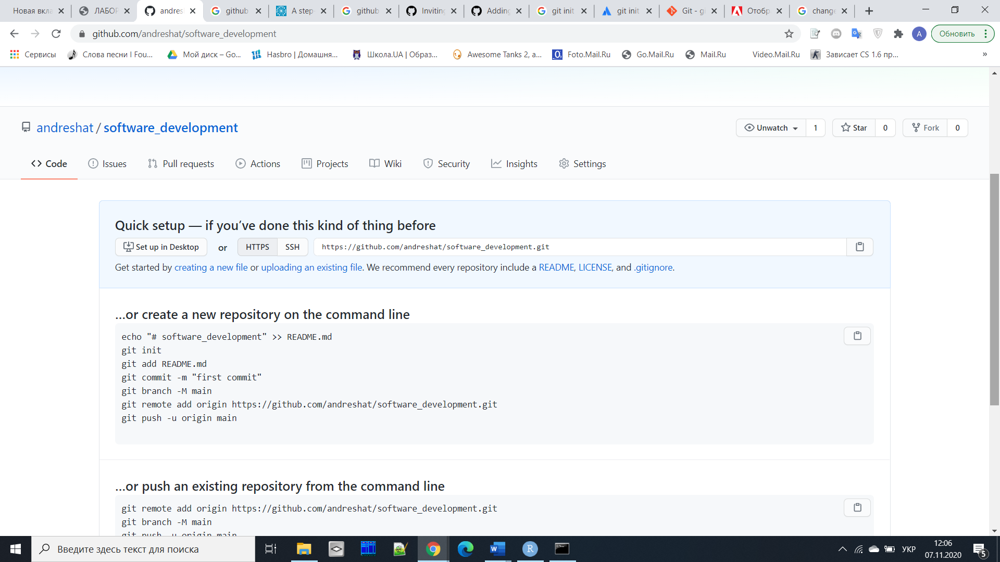 Новая вкла
ЛАБОР
andres
github
A step
github
Inviting
Adding
git init
git init
Git - gi
Отобр
change
github.com/andreshat/software_development
A
Обновить
Сервисы
Слова песни I Fou...
Мой диск – Go...
Hasbro | Домашня...
Школа.UA | Образ...
Awesome Tanks 2, a...
Foto.Mail.Ru
Go.Mail.Ru
Mail.Ru
Video.Mail.Ru
Зависает CS 1.6 пр...
»
andreshat / software_development
Unwatch 1
Star 0
Fork 0
Code
Issues
Pull requests
Actions
Projects
Wiki
Security
Insights
Settings
Quick setup — if you’ve done this kind of thing before
Set up in Desktop or HTTPS SSH https://github.com/andreshat/software_development.git
Get started by creating a new file or uploading an existing file. We recommend every repository include a README, LICENSE, and .gitignore.
…or create a new repository on the command line
echo "# software_development" >> README.md
git init
git add README.md
git commit -m "first commit"
git branch -M main
git remote add origin https://github.com/andreshat/software_development.git
git push -u origin main
…or push an existing repository from the command line
git remote add origin https://github.com/andreshat/software_development.git
git branch -M main
git push -u origin main
Введите здесь текст для поиска
УКР
12:06
07.11.2020
5